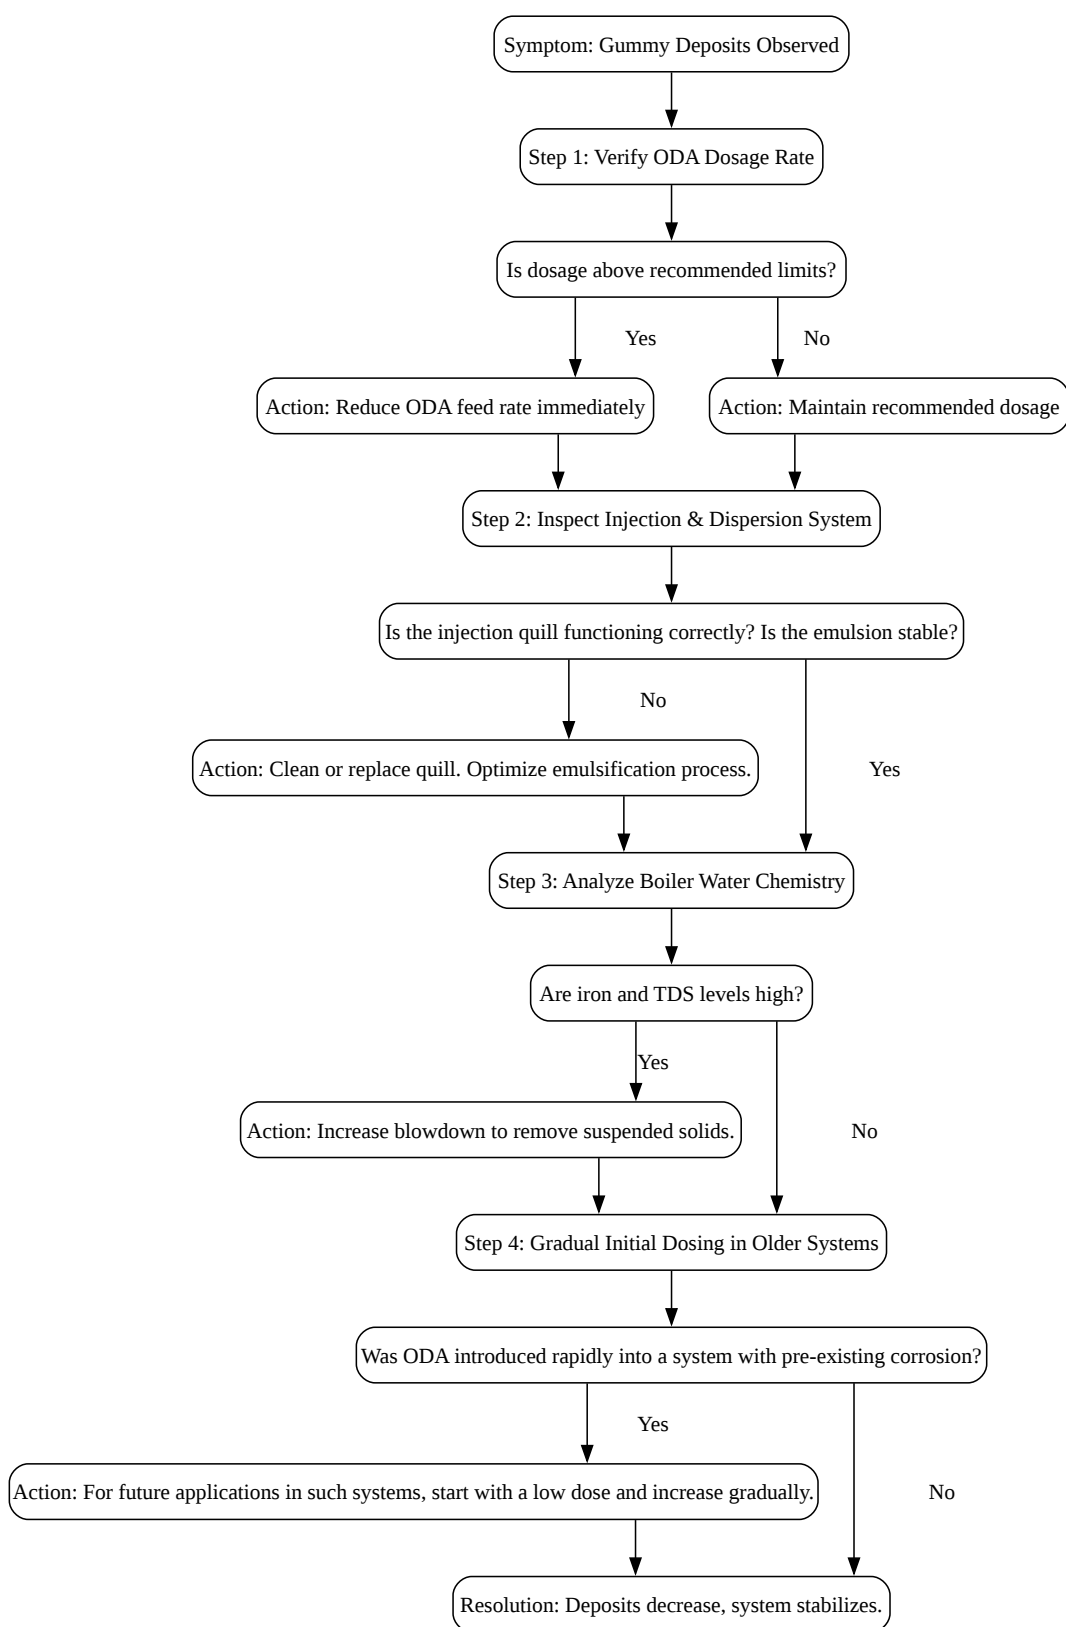 Symptom: Gummy Deposits Observed
Step 1: Verify ODA Dosage Rate
Is dosage above recommended limits?
Yes
No
Action: Reduce ODA feed rate immediately
Action: Maintain recommended dosage
Step 2: Inspect Injection & Dispersion System
Is the injection quill functioning correctly? Is the emulsion stable?
No
Action: Clean or replace quill. Optimize emulsification process.
Yes
Step 3: Analyze Boiler Water Chemistry
Are iron and TDS levels high?
Yes
Action: Increase blowdown to remove suspended solids.
No
Step 4: Gradual Initial Dosing in Older Systems
Was ODA introduced rapidly into a system with pre-existing corrosion?
Yes
Action: For future applications in such systems, start with a low dose and increase gradually.
No
Resolution: Deposits decrease, system stabilizes.